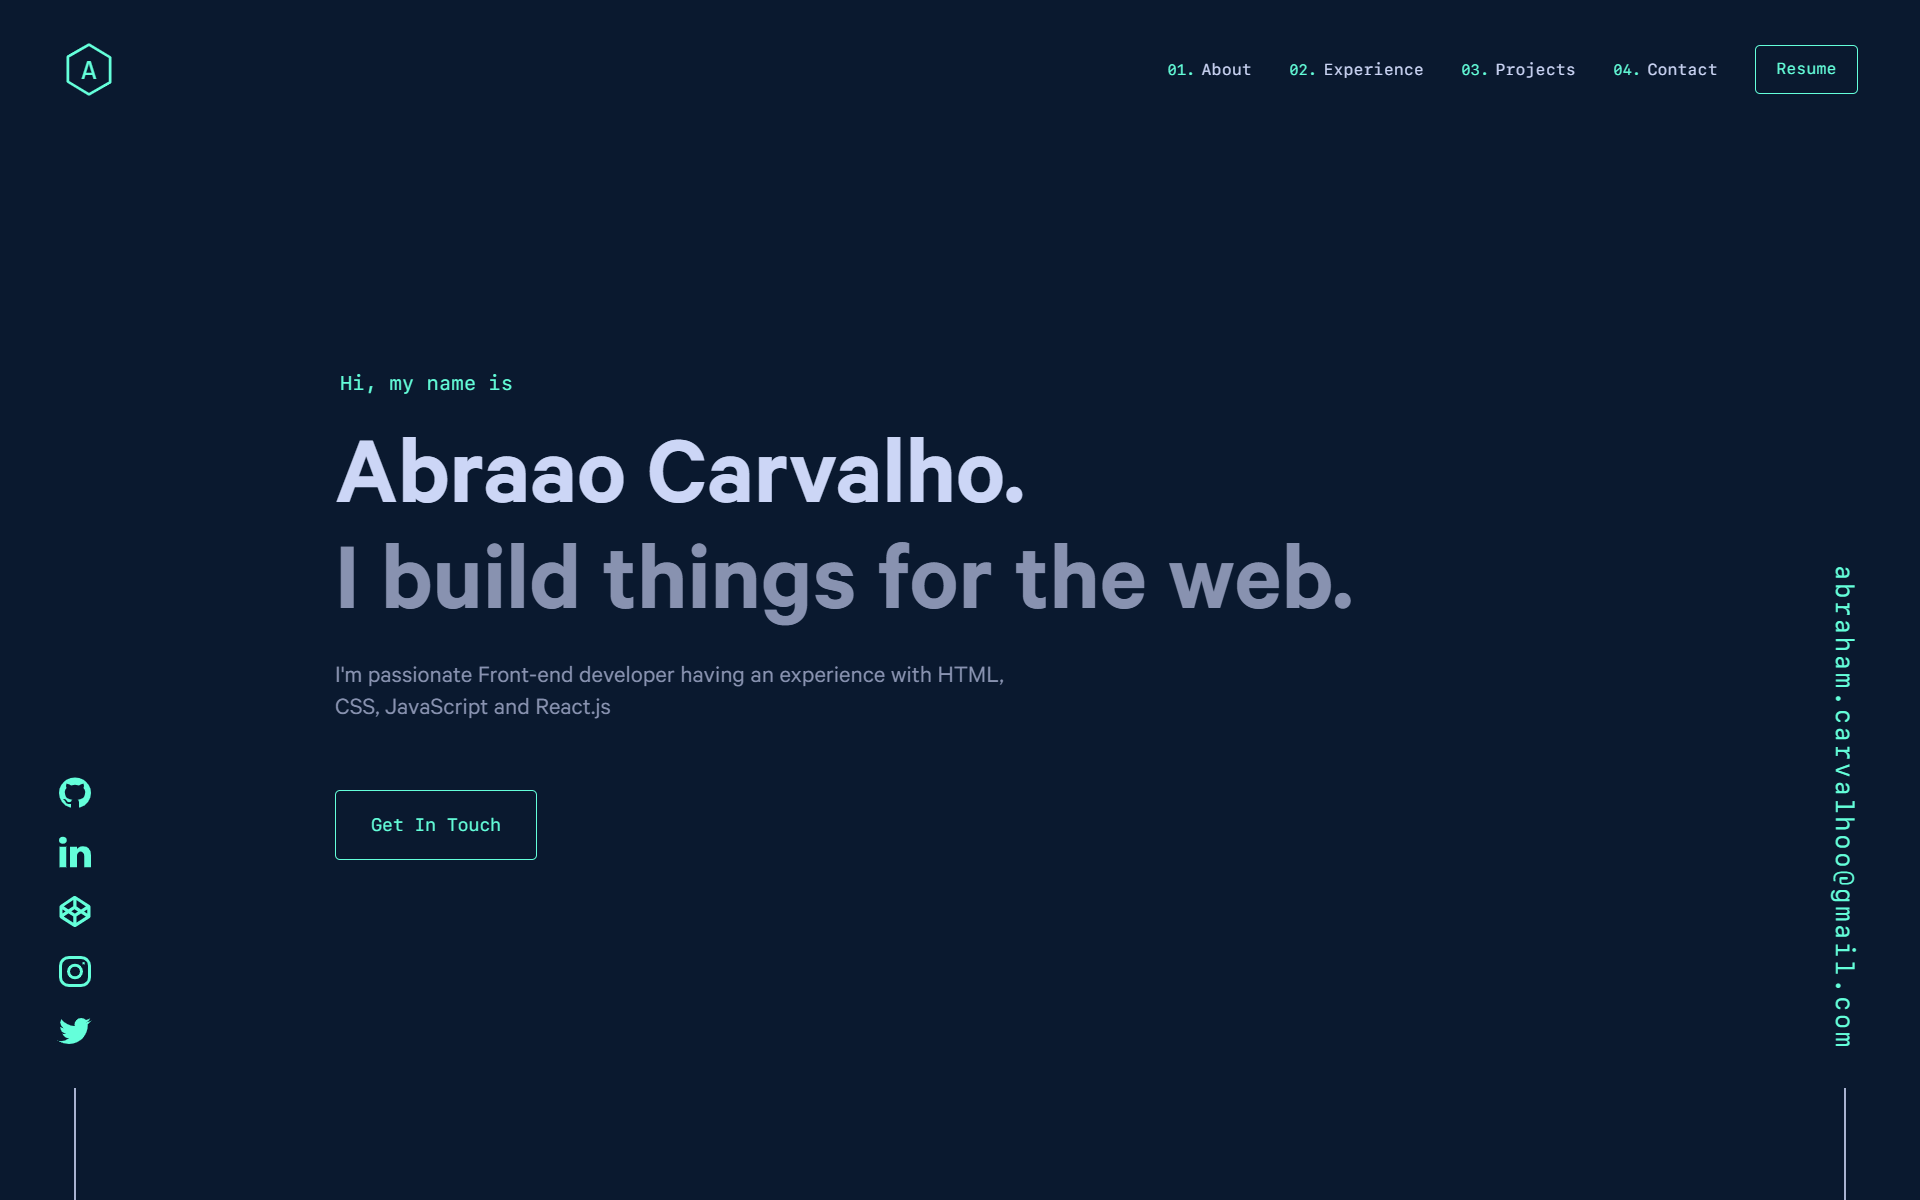 A
01. About 02. Experience 03. Projects 04. Contact Resume
Hi, my name is
Abraao Carvalho.
I build things for the web.
I'm passionate Front-end developer having an experience with HTML,
CSS, JavaScript and React.js
Get In Touch
in
abraham.carvalhoo@gmail.com